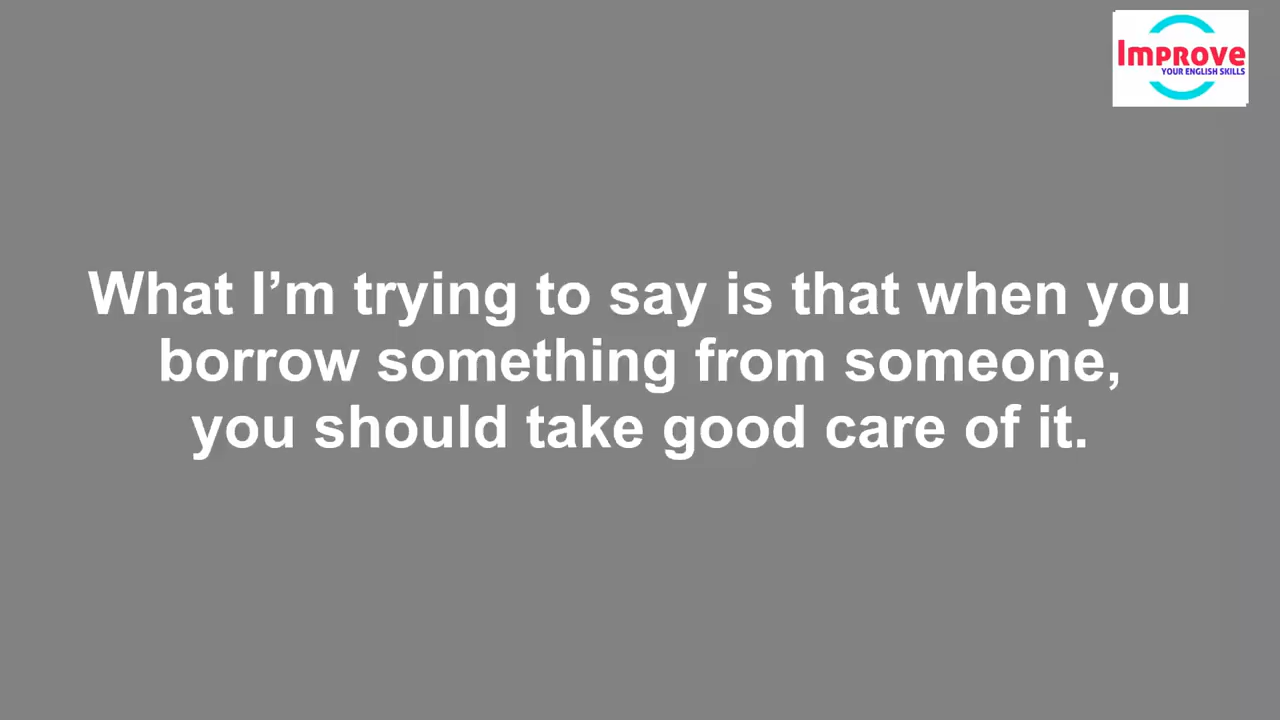 Improve
YOUR ENGLISH SKILLS
What I’m trying to say is that when you
borrow something from someone,
you should take good care of it.